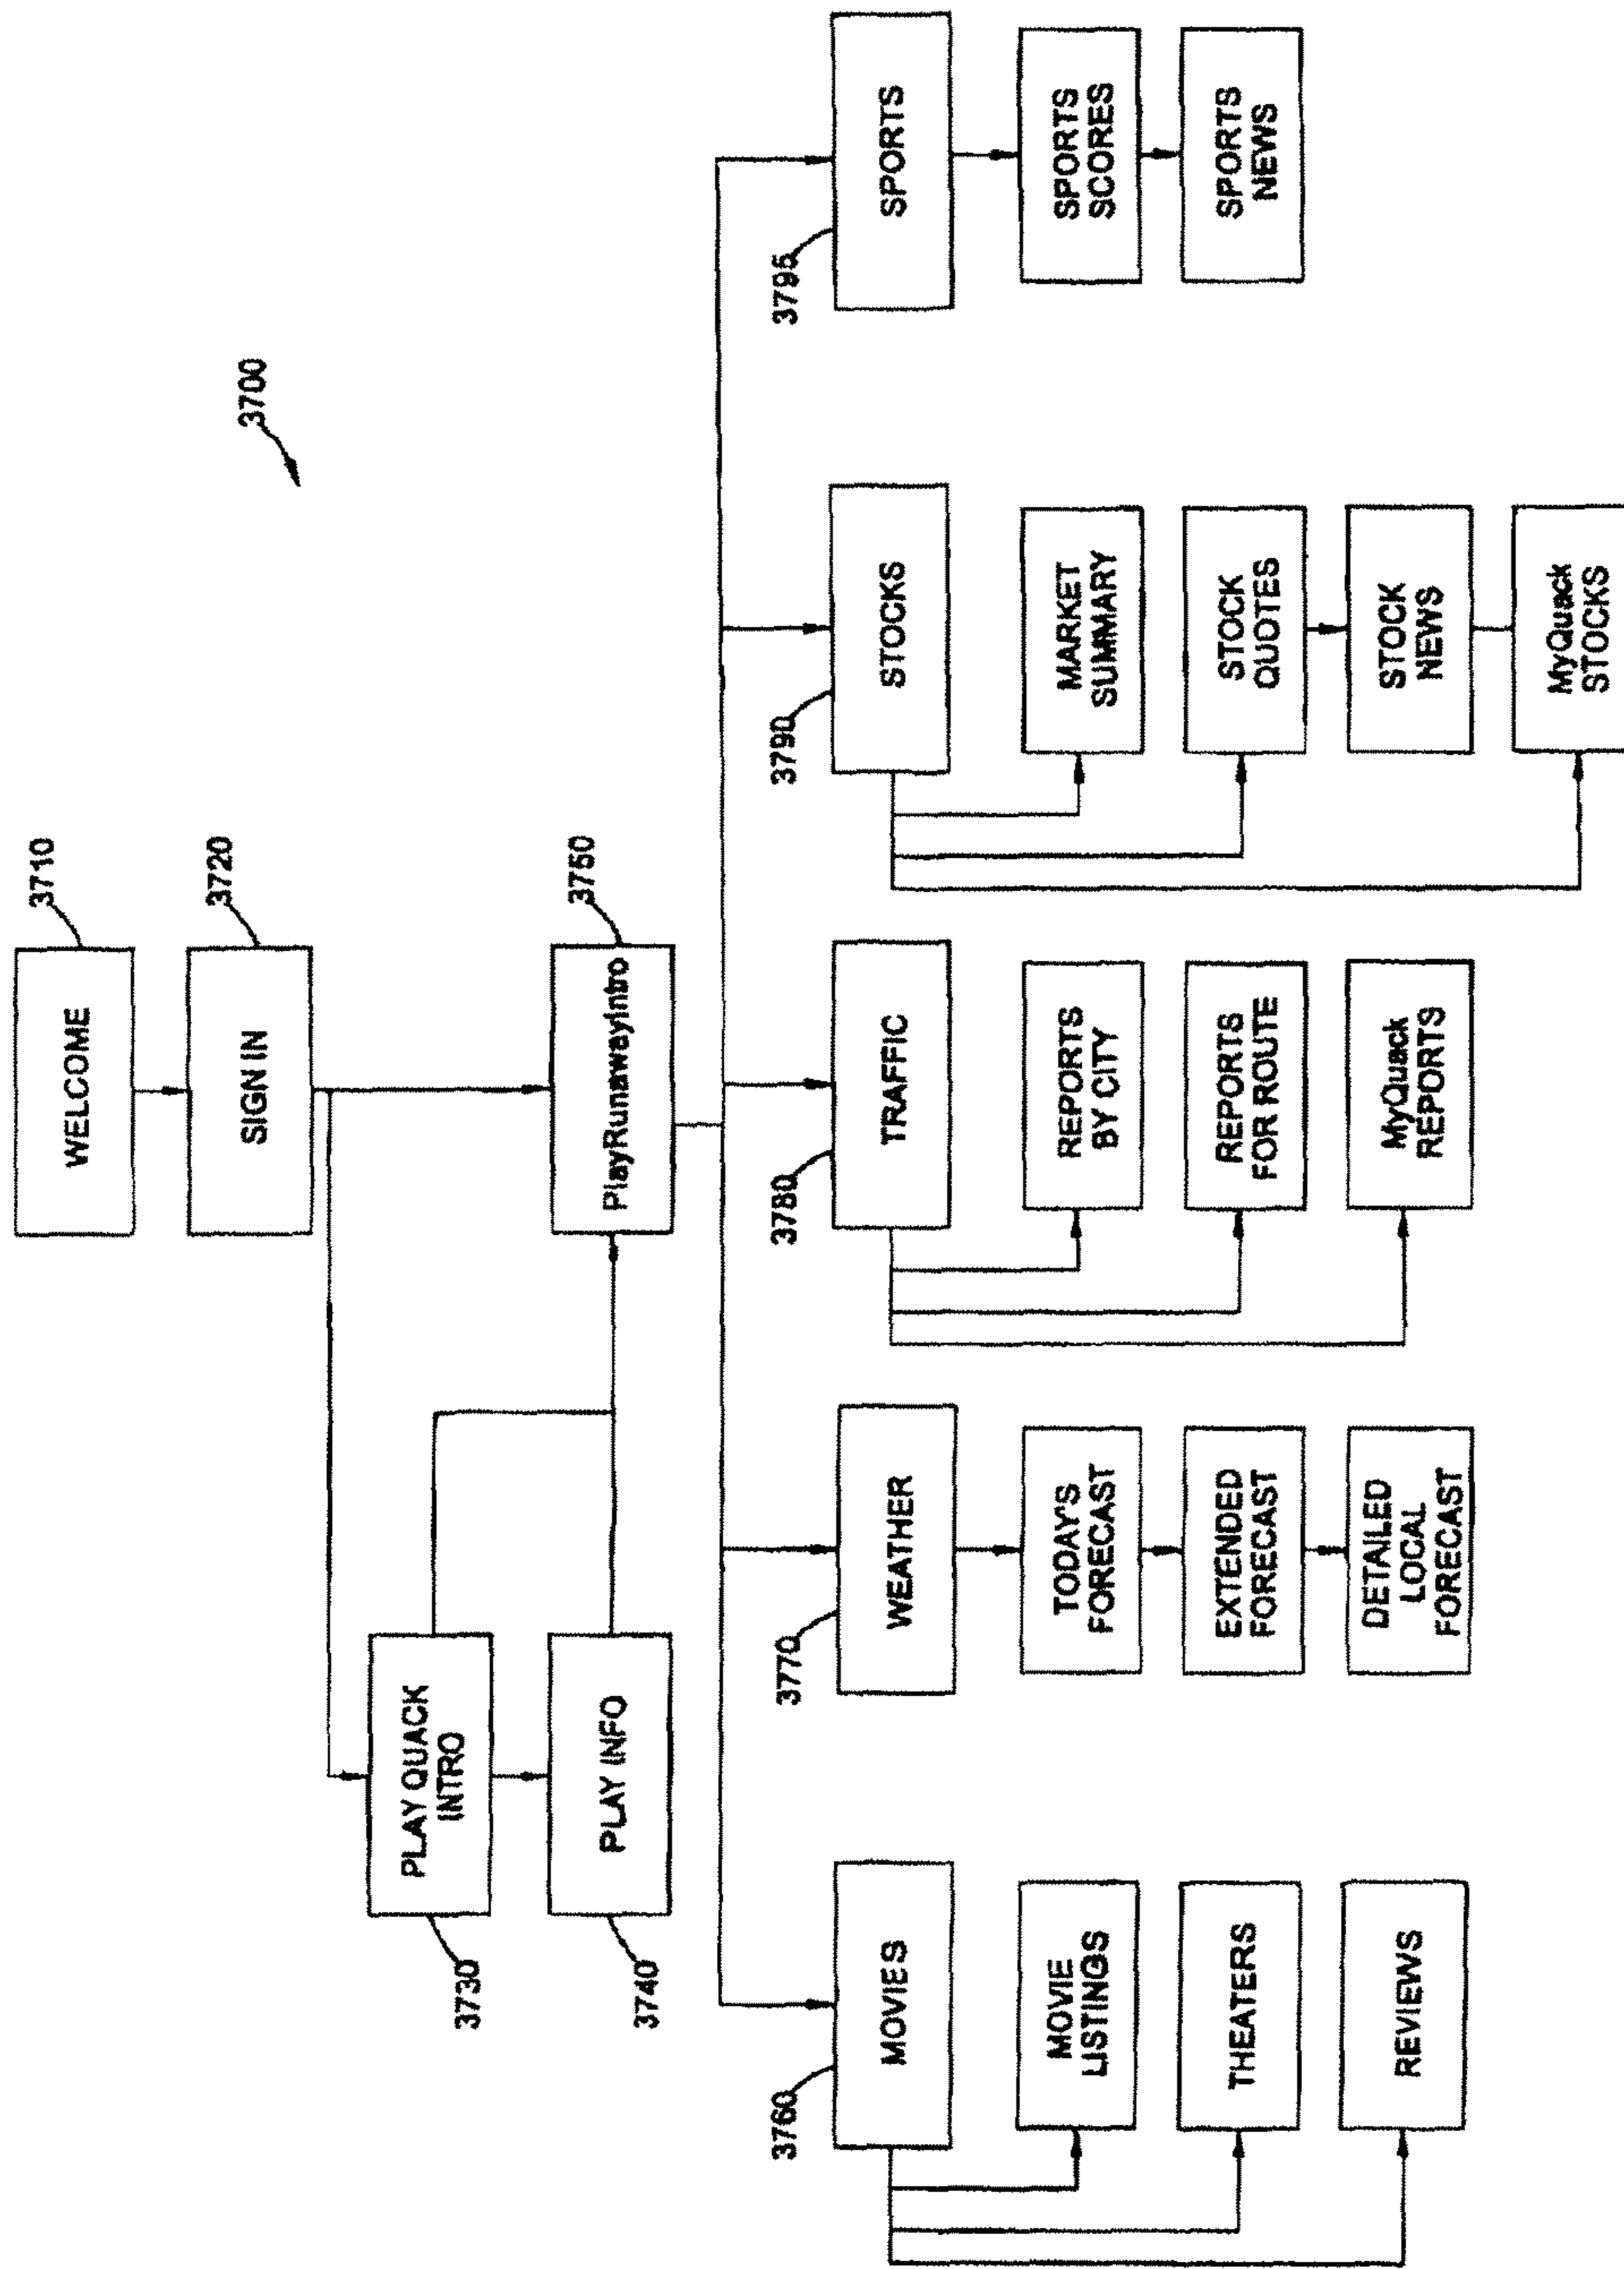 3700
WELCOME
3710
SIGN IN
3720
PLAY QUACK
INTRO
3730
PLAY INFO
3740
PlayRunawayIntro
3750
MOVIES
3760
MOVIE
LISTINGS
THEATERS
REVIEWS
WEATHER
3770
TODAY'S
FORECAST
EXTENDED
FORECAST
DETAILED
LOCAL
FORECAST
TRAFFIC
3780
REPORTS
BY CITY
REPORTS
FOR ROUTE
MyQuack
REPORTS
STOCKS
3790
MARKET
SUMMARY
STOCK
QUOTES
STOCK
NEWS
MyQuack
STOCKS
SPORTS
3795
SPORTS
SCORES
SPORTS
NEWS